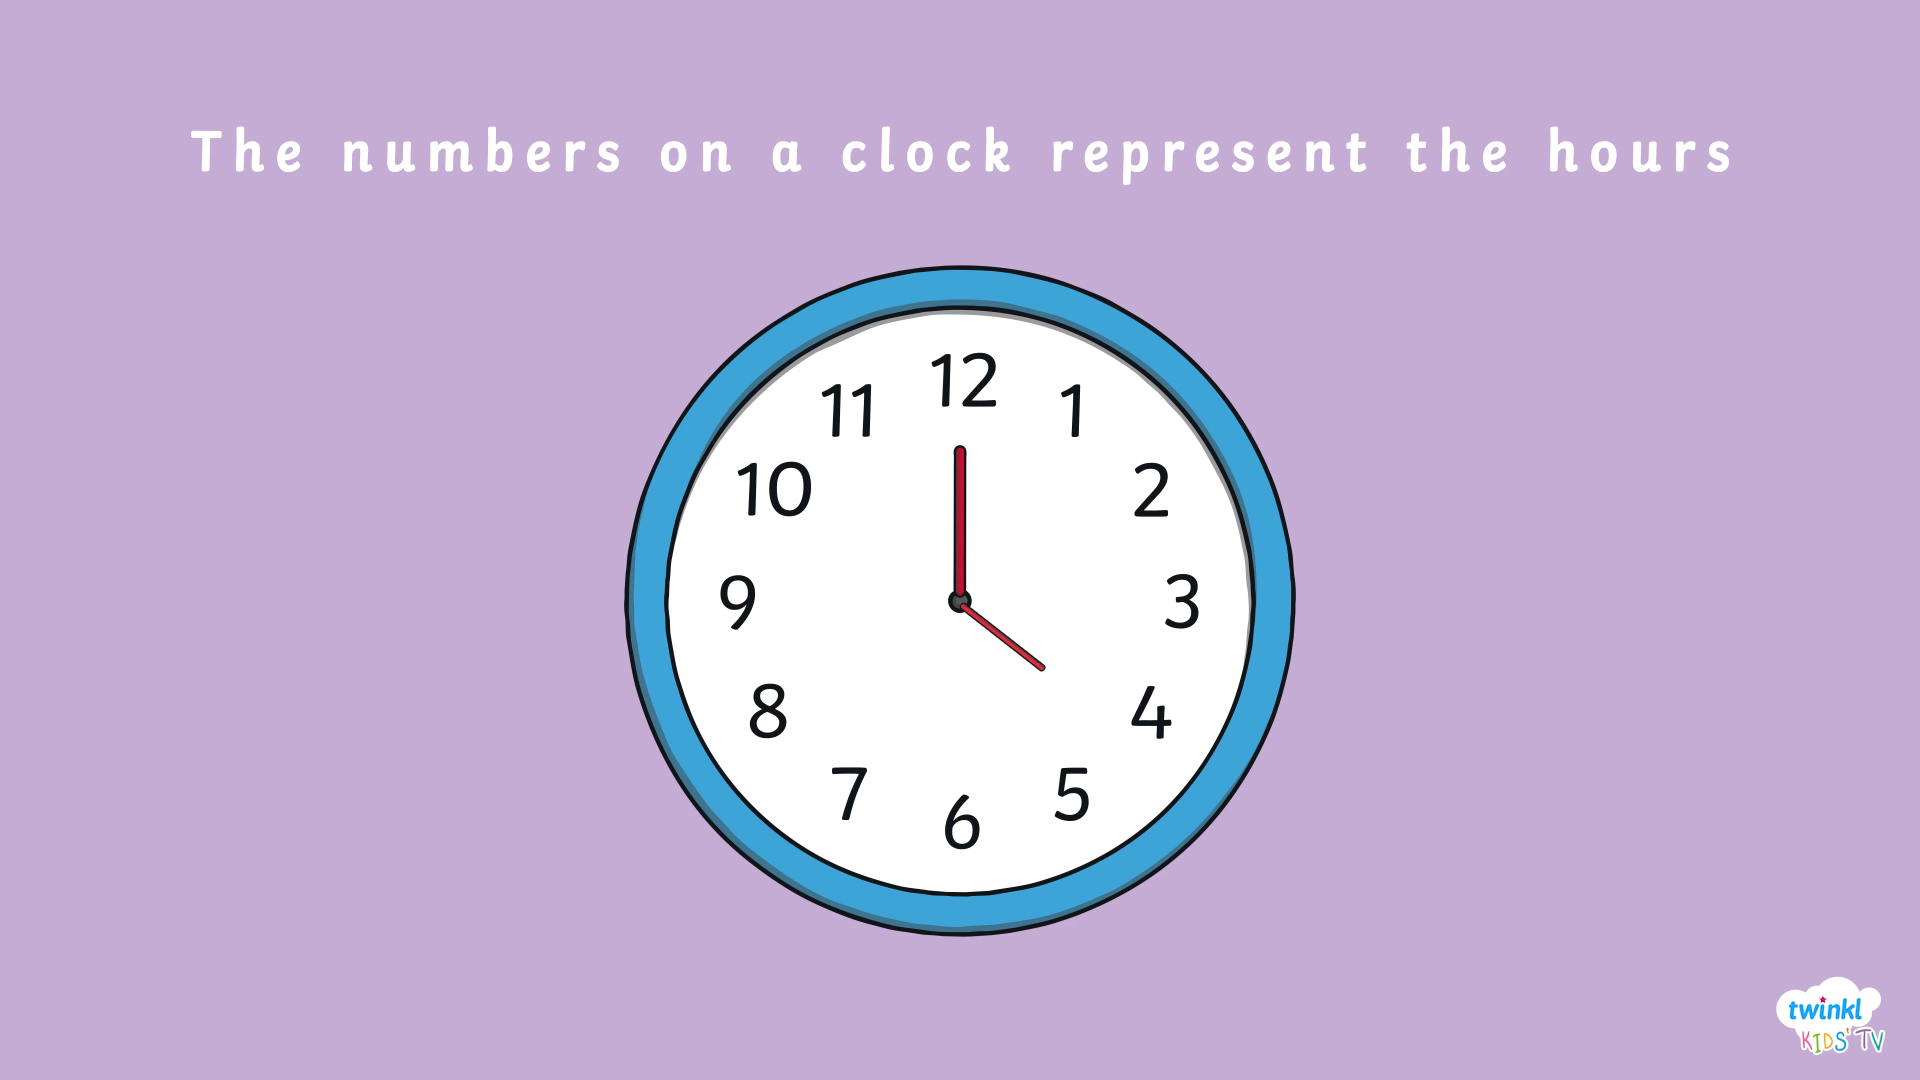 The numbers on a clock represent the hours
12
11 1
10 2
9 3
8 4
7 5
6
twinkl
KIDS' TV